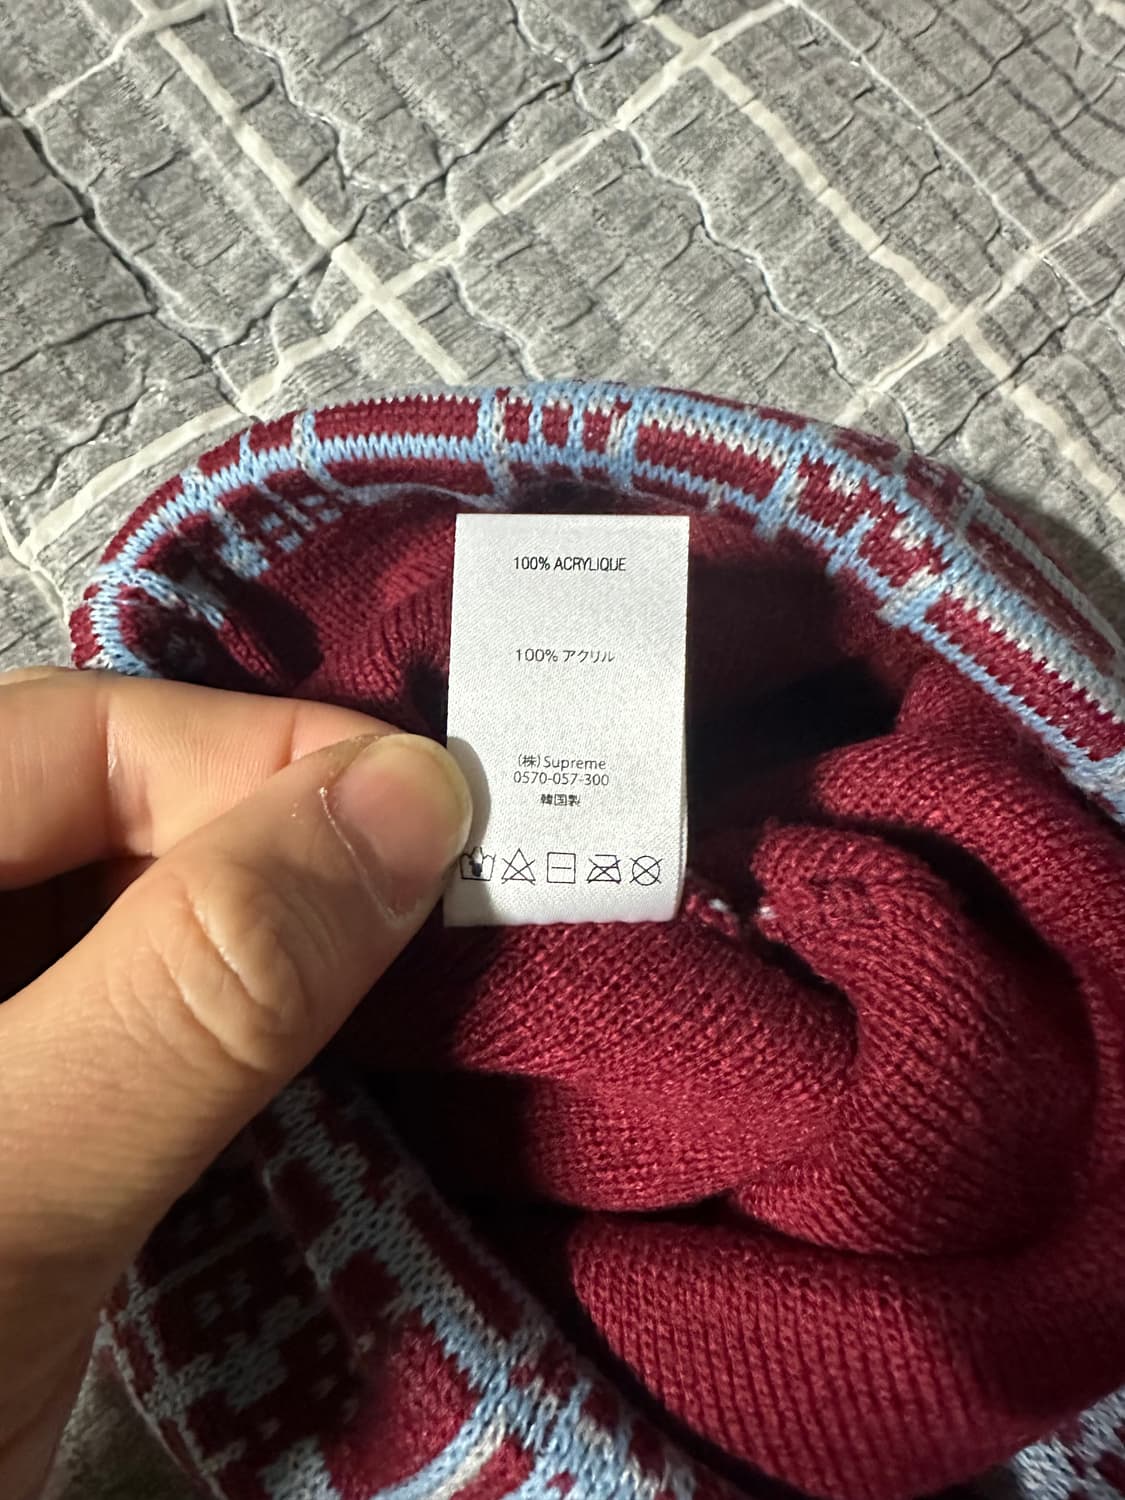 100% ACRYLIQUE
100% アクリル
(株)Supreme
0570-057-300
韓国製